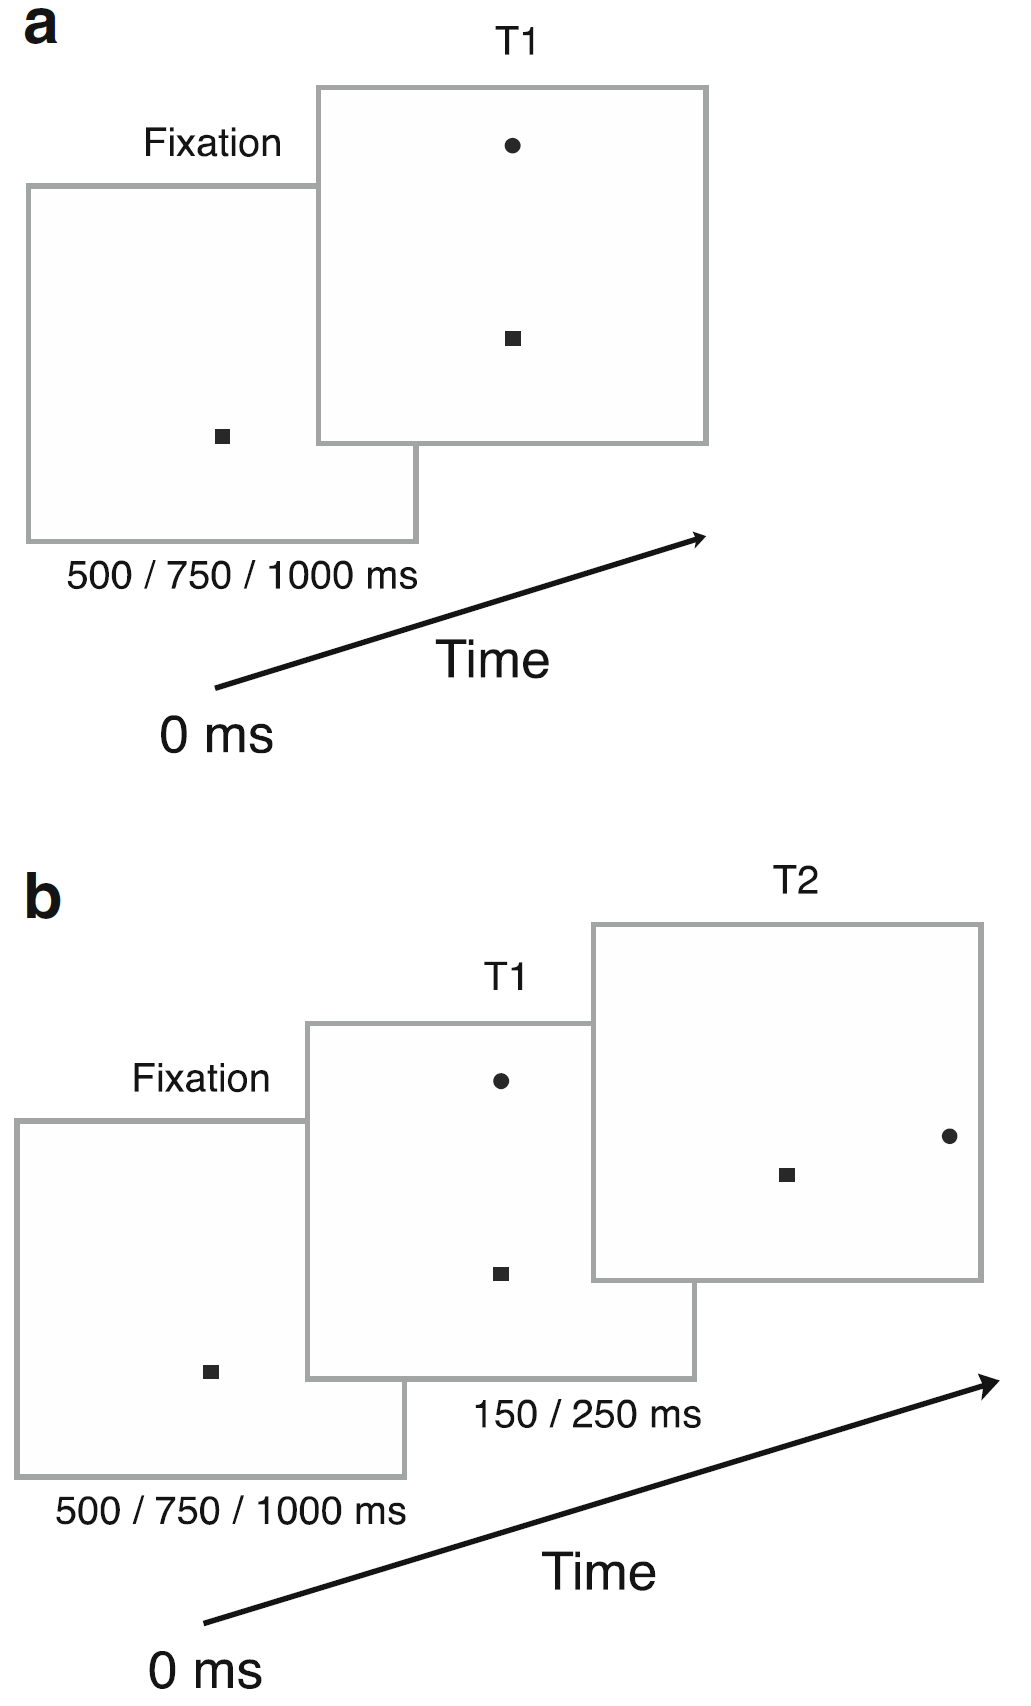 a
T1
Fixation
500 / 750 / 1000 ms
Time
0 ms
b
T2
T1
Fixation
150 / 250 ms
500 / 750 / 1000 ms
Time
0 ms